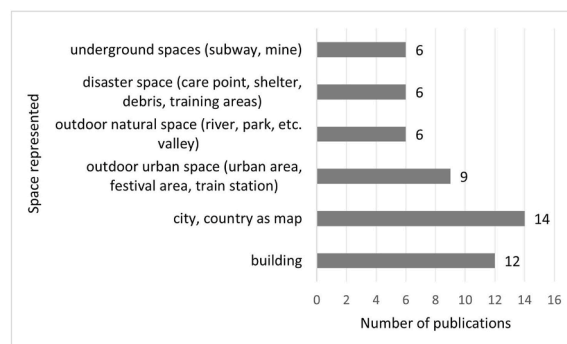 underground spaces (subway, mine)
6
disaster space (care point, shelter,
debris, training areas)
6
outdoor natural space (river, park, etc.
valley)
6
outdoor urban space (urban area,
festival area, train station)
9
city, country as map
14
building
12
0 2 4 6 8 10 12 14 16
Number of publications
Space represented